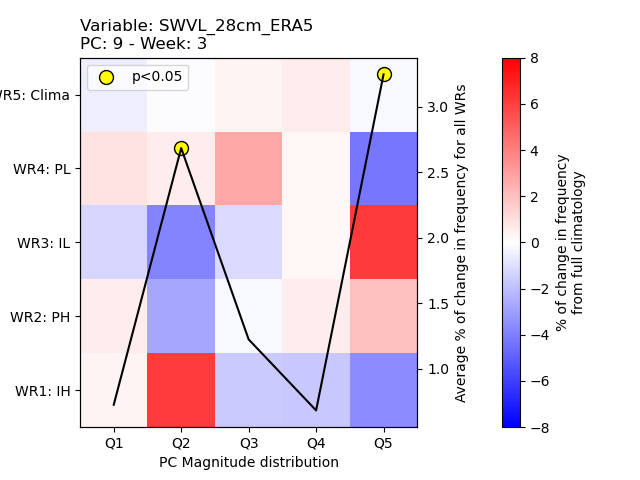 Variable: SWVL_28cm_ERA5
PC: 9 - Week: 3
p<0.05
WR5: Clima
WR4: PL
WR3: IL
WR2: PH
WR1: IH
Q1 Q2 Q3 Q4 Q5
PC Magnitude distribution
3.0
2.5
2.0
1.5
1.0
Average % of change in frequency for all WRs
8
6
4
2
0
−2
−4
−6
−8
% of change in frequency
from full climatology